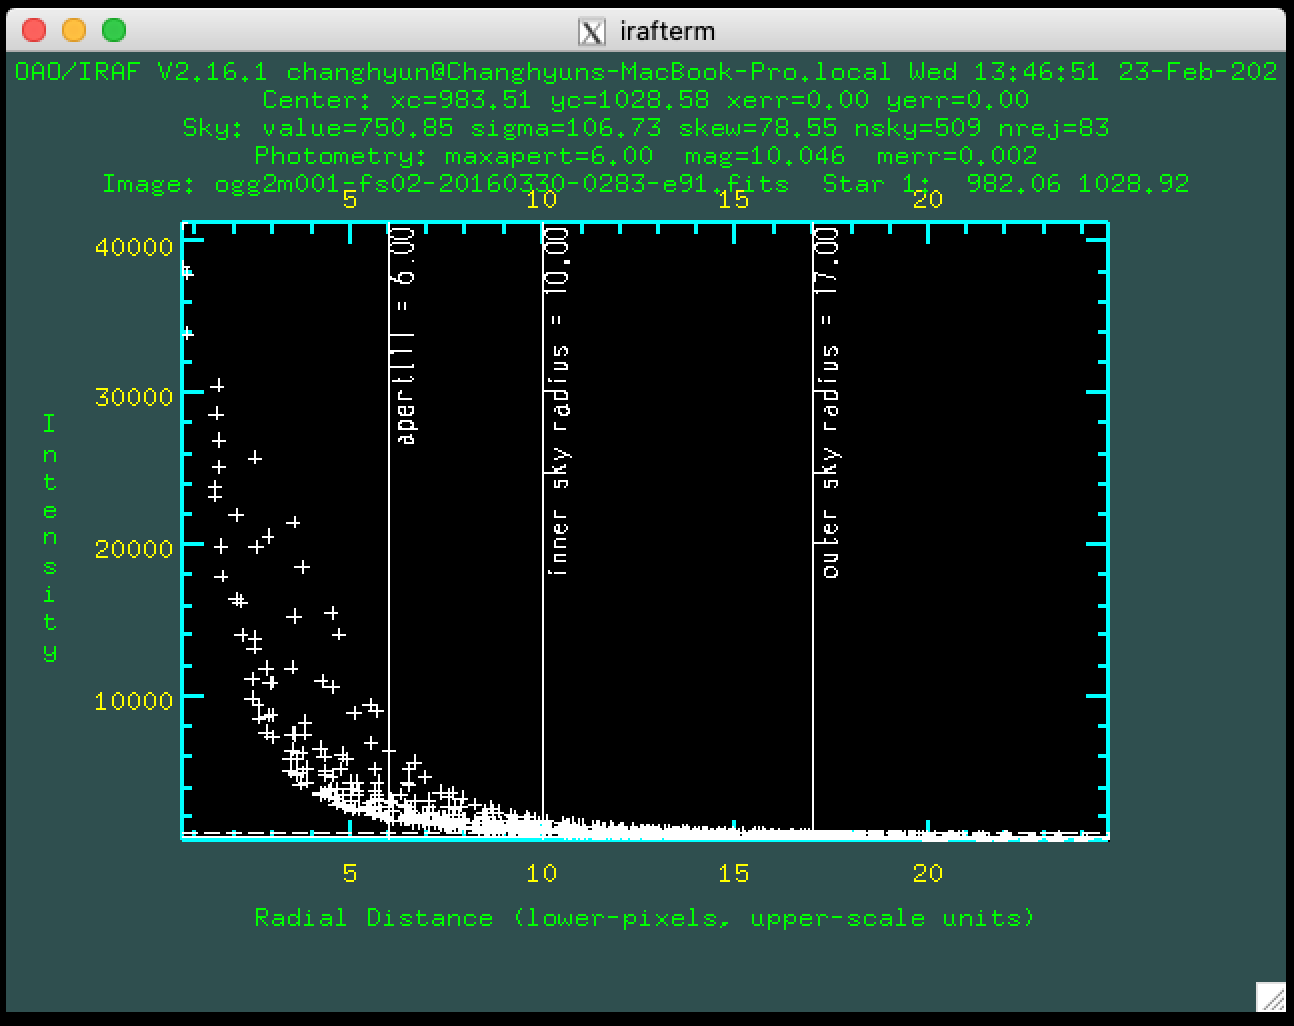 irafterm
OAO/IRAF V2.16.1 changhyun@Changhyuns-MacBook-Pro.local Wed 13:46:51 23-Feb-202
Center: xc=983.51 yc=1028.58 xerr=0.00 yerr=0.00
Sky: value=750.85 sigma=106.73 skew=78.55 nsky=509 nrej=83
Photometry: maxapert=6.00 mag=10.046 merr=0.002
Image: ogg2m001-fs02-20160330-0283-e91.fits Star 1: 982.06 1028.92
5 10 15 20
40000
30000
20000
10000
Intensity
apert[1] = 6.00
inner sky radius = 10.00
outer sky radius = 17.00
5 10 15 20
Radial Distance (lower-pixels, upper-scale units)